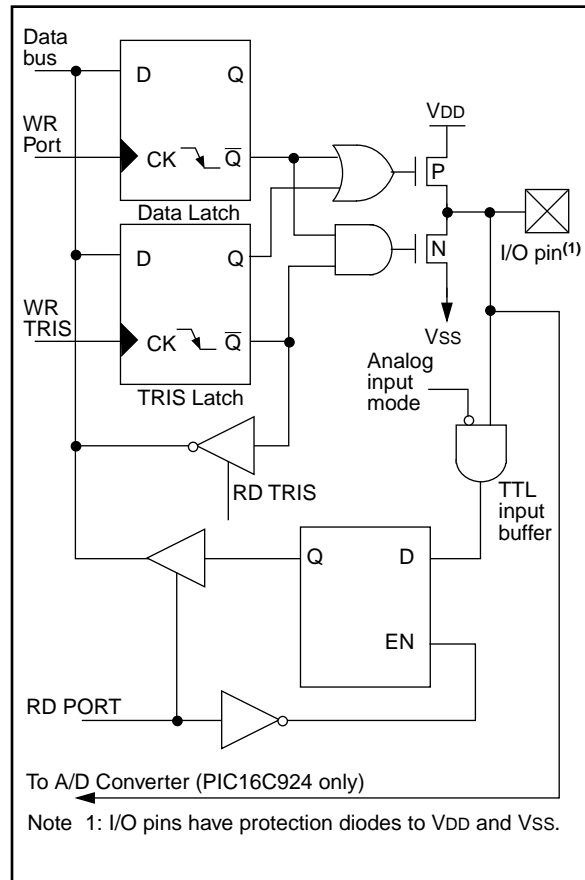 Data
bus
D Q
WR
Port
CK Q
Data Latch
VDD
P
I/O pin(1)
D Q
N
WR
TRIS
CK Q
TRIS Latch
VSS
Analog
input
mode
RD TRIS
TTL
input
buffer
Q D
EN
RD PORT
To A/D Converter (PIC16C924 only)
Note 1: I/O pins have protection diodes to VDD and VSS.